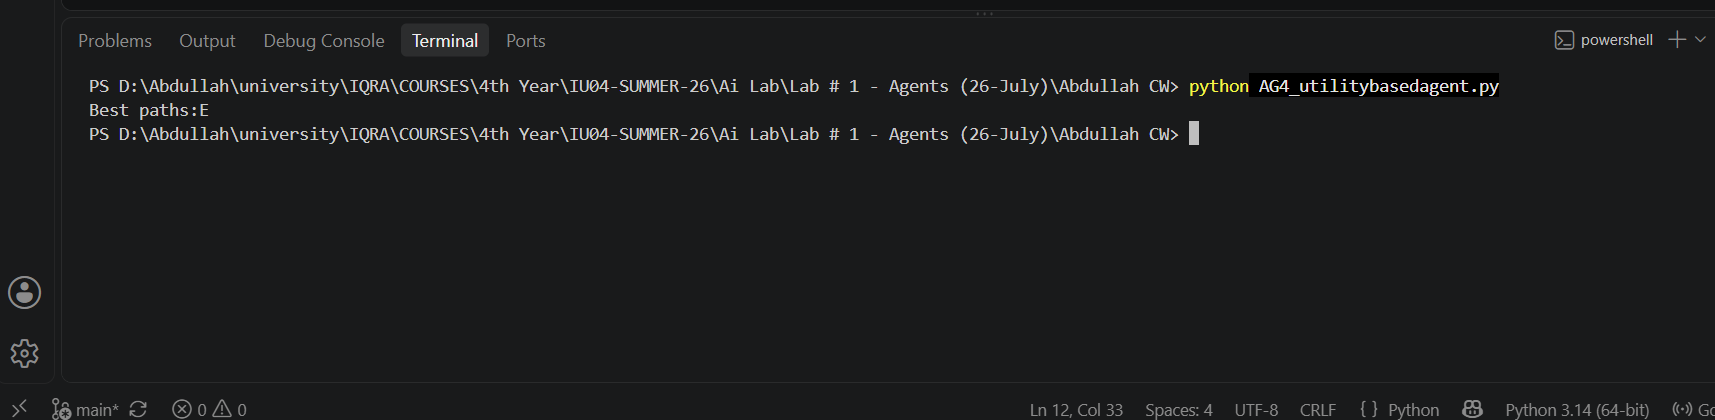 Problems Output Debug Console Terminal Ports powershell
PS D:\Abdullah\university\IQRA\COURSES\4th Year\IU04-SUMMER-26\Ai Lab\Lab # 1 - Agents (26-July)\Abdullah CW> python AG4_utilitybasedagent.py
Best paths:E
PS D:\Abdullah\university\IQRA\COURSES\4th Year\IU04-SUMMER-26\Ai Lab\Lab # 1 - Agents (26-July)\Abdullah CW>
main* 0 0 Ln 12, Col 33 Spaces: 4 UTF-8 CRLF { } Python Python 3.14 (64-bit) Go